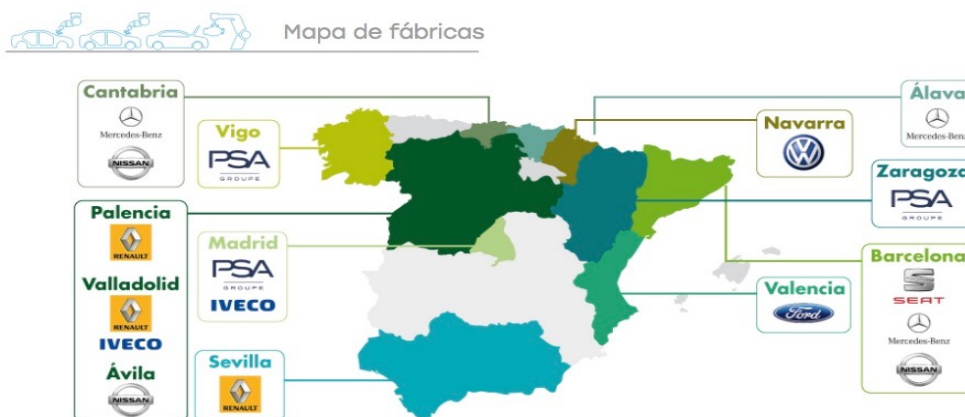 Mapa de fábricas
Cantabria
Mercedes-Benz
NISSAN
Vigo
PSA
GROUPE
Palencia
RENAULT
Valladolid
RENAULT
IVECO
Ávila
NISSAN
Madrid
PSA
GROUPE
IVECO
Sevilla
RENAULT
Navarra
Álava
Mercedes-Benz
Zaragoza
PSA
GROUPE
Valencia
Ford
Barcelona
SEAT
Mercedes-Benz
NISSAN